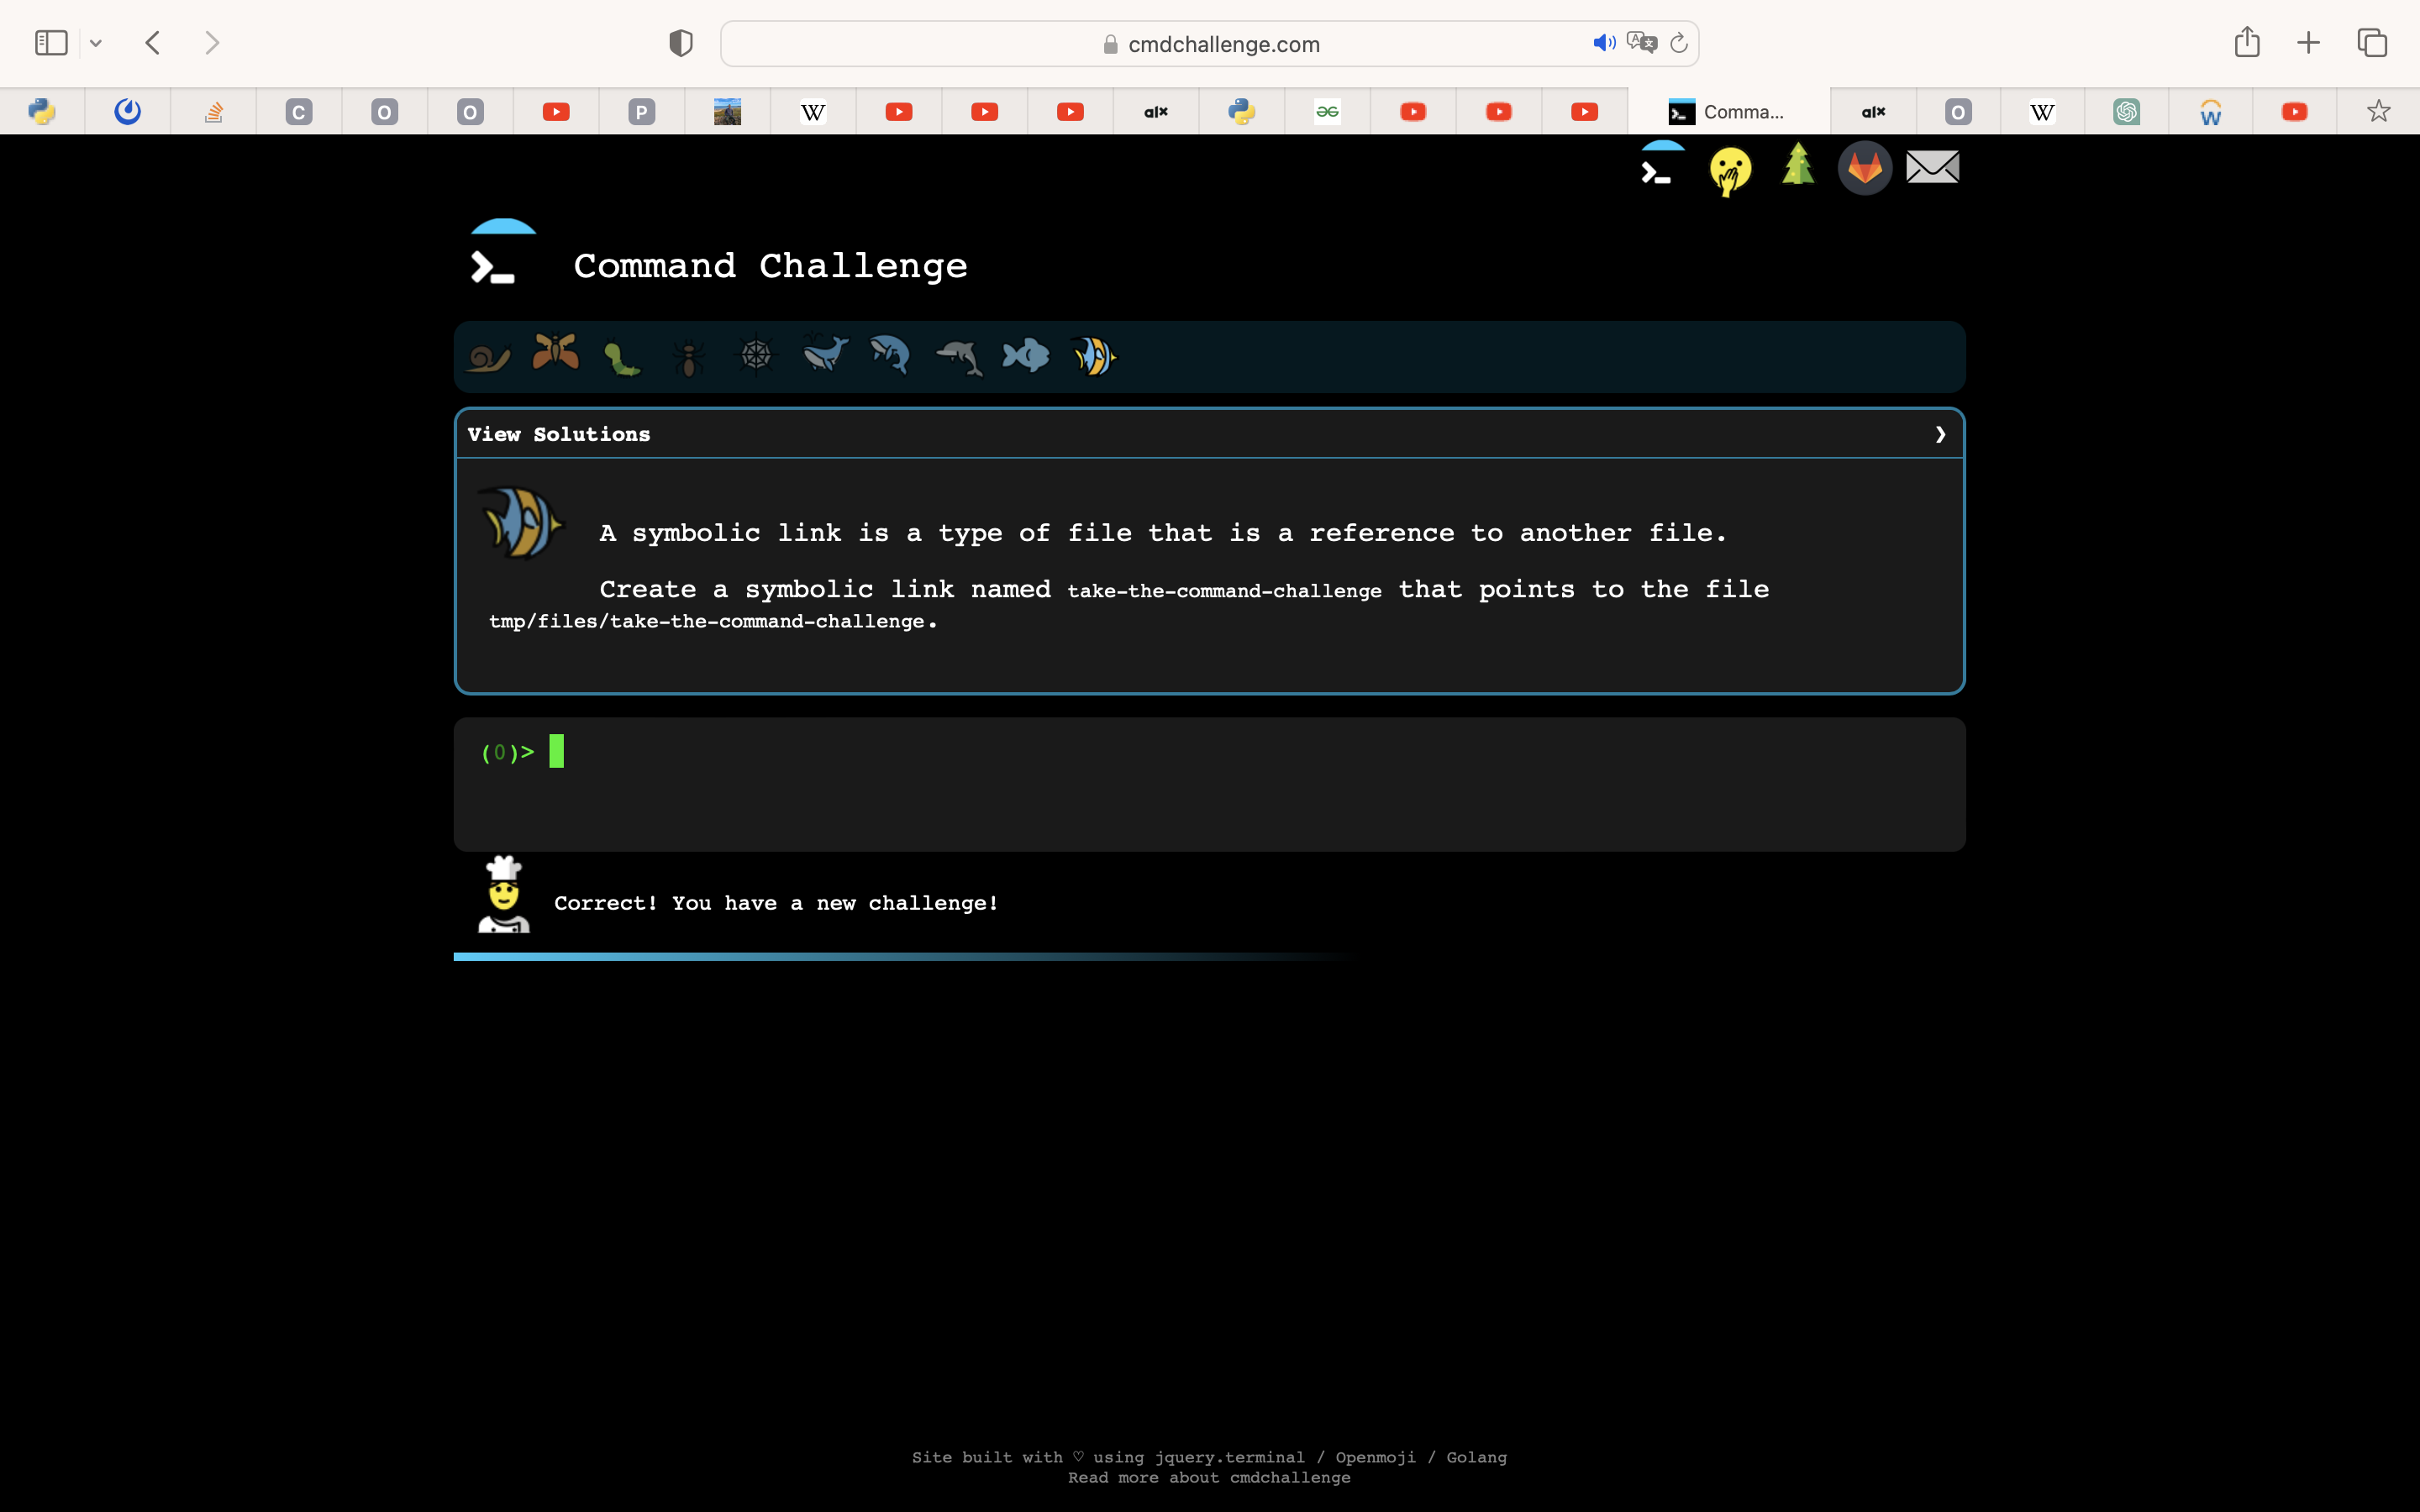 cmdchallenge.com
C
O
O
P
W
alx
Comma...
alx
O
W
W
Command Challenge
View Solutions
A symbolic link is a type of file that is a reference to another file.
Create a symbolic link named take-the-command-challenge that points to the file
tmp/files/take-the-command-challenge.
(0)>
Correct! You have a new challenge!
Site built with ♡ using jquery.terminal / Openmoji / Golang
Read more about cmdchallenge